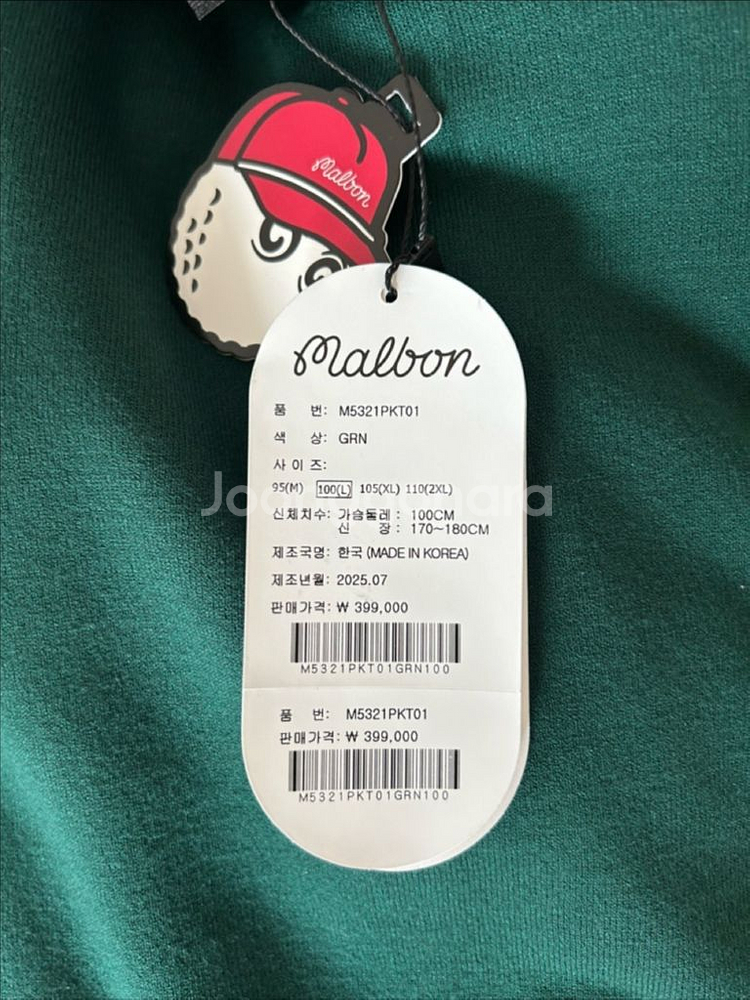 Malbon
Malbon
품 번: M5321PKT01
색 상: GRN
사 이 즈:
95(M) 100(L) 105(XL) 110(2XL)
Joonggonara
신체치수: 가슴둘레 : 100CM
신 장 : 170~180CM
제조국명: 한국 (MADE IN KOREA)
제조년월: 2025.07
판매가격: ₩ 399,000
M5321PKT01GRN100
품 번: M5321PKT01
판매가격: ₩ 399,000
M5321PKT01GRN100